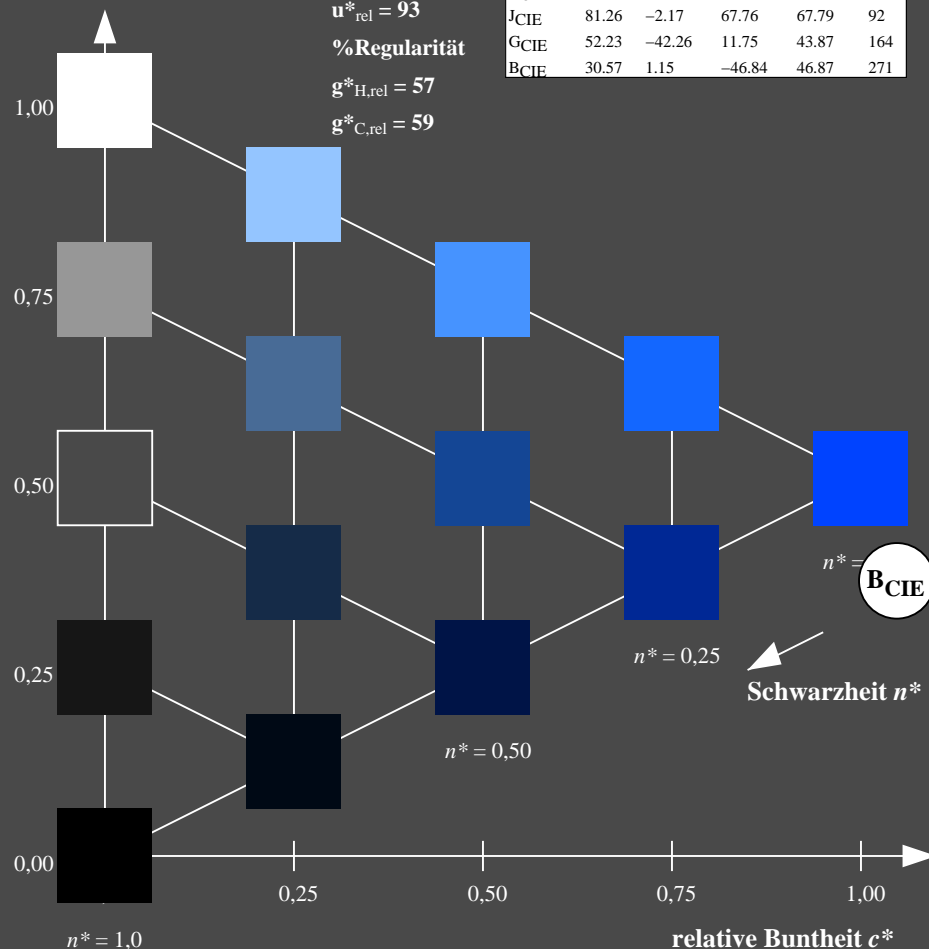 u*rel = 93
%Regularität
g*H,rel = 57
g*C,rel = 59
JCIE 81.26 −2.17 67.76 67.79 92
GCIE 52.23 −42.26 11.75 43.87 164
BCIE 30.57 1.15 −46.84 46.87 271
1,00
0,75
0,50
0,25
0,00
n* =
BCIE
n* = 0,25
Schwarzheit n*
n* = 0,50
0,25 0,50 0,75 1,00
n* = 1,0
relative Buntheit c*